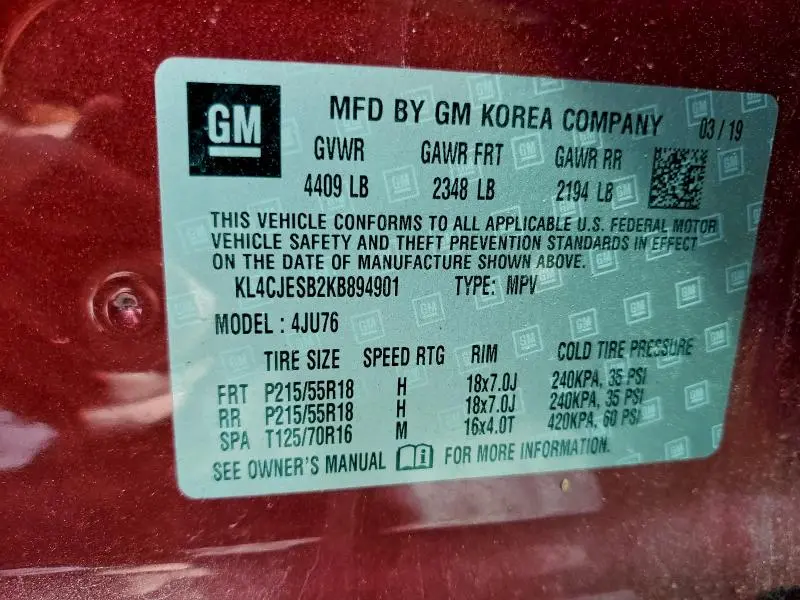 GM
MFD BY GM KOREA COMPANY 03/19
GVWR GAWR FRT GAWR RR
4409 LB 2348 LB 2194 LB
THIS VEHICLE CONFORMS TO ALL APPLICABLE U.S. FEDERAL MOTOR
VEHICLE SAFETY AND THEFT PREVENTION STANDARDS IN EFFECT
ON THE DATE OF MANUFACTURE SHOWN ABOVE.
KL4CJESB2KB894901 TYPE: MPV
MODEL : 4JU76
TIRE SIZE SPEED RTG RIM COLD TIRE PRESSURE
FRT P215/55R18 H 18x7.0J 240KPA, 35 PSI
RR P215/55R18 H 18x7.0J 240KPA, 35 PSI
SPA T125/70R16 M 16x4.0T 420KPA, 60 PSI
SEE OWNER'S MANUAL i FOR MORE INFORMATION.